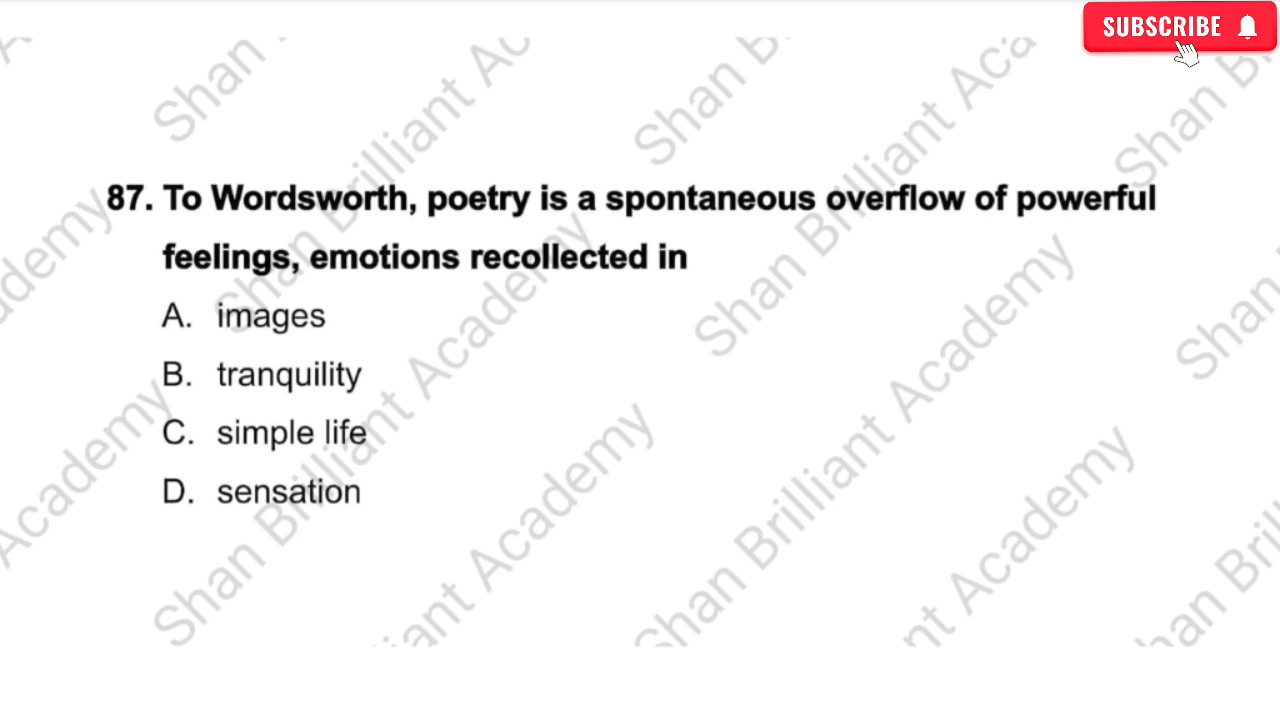 SUBSCRIBE
87. To Wordsworth, poetry is a spontaneous overflow of powerful
feelings, emotions recollected in
A. images
B. tranquility
C. simple life
D. sensation
Shan Brilliant Academy